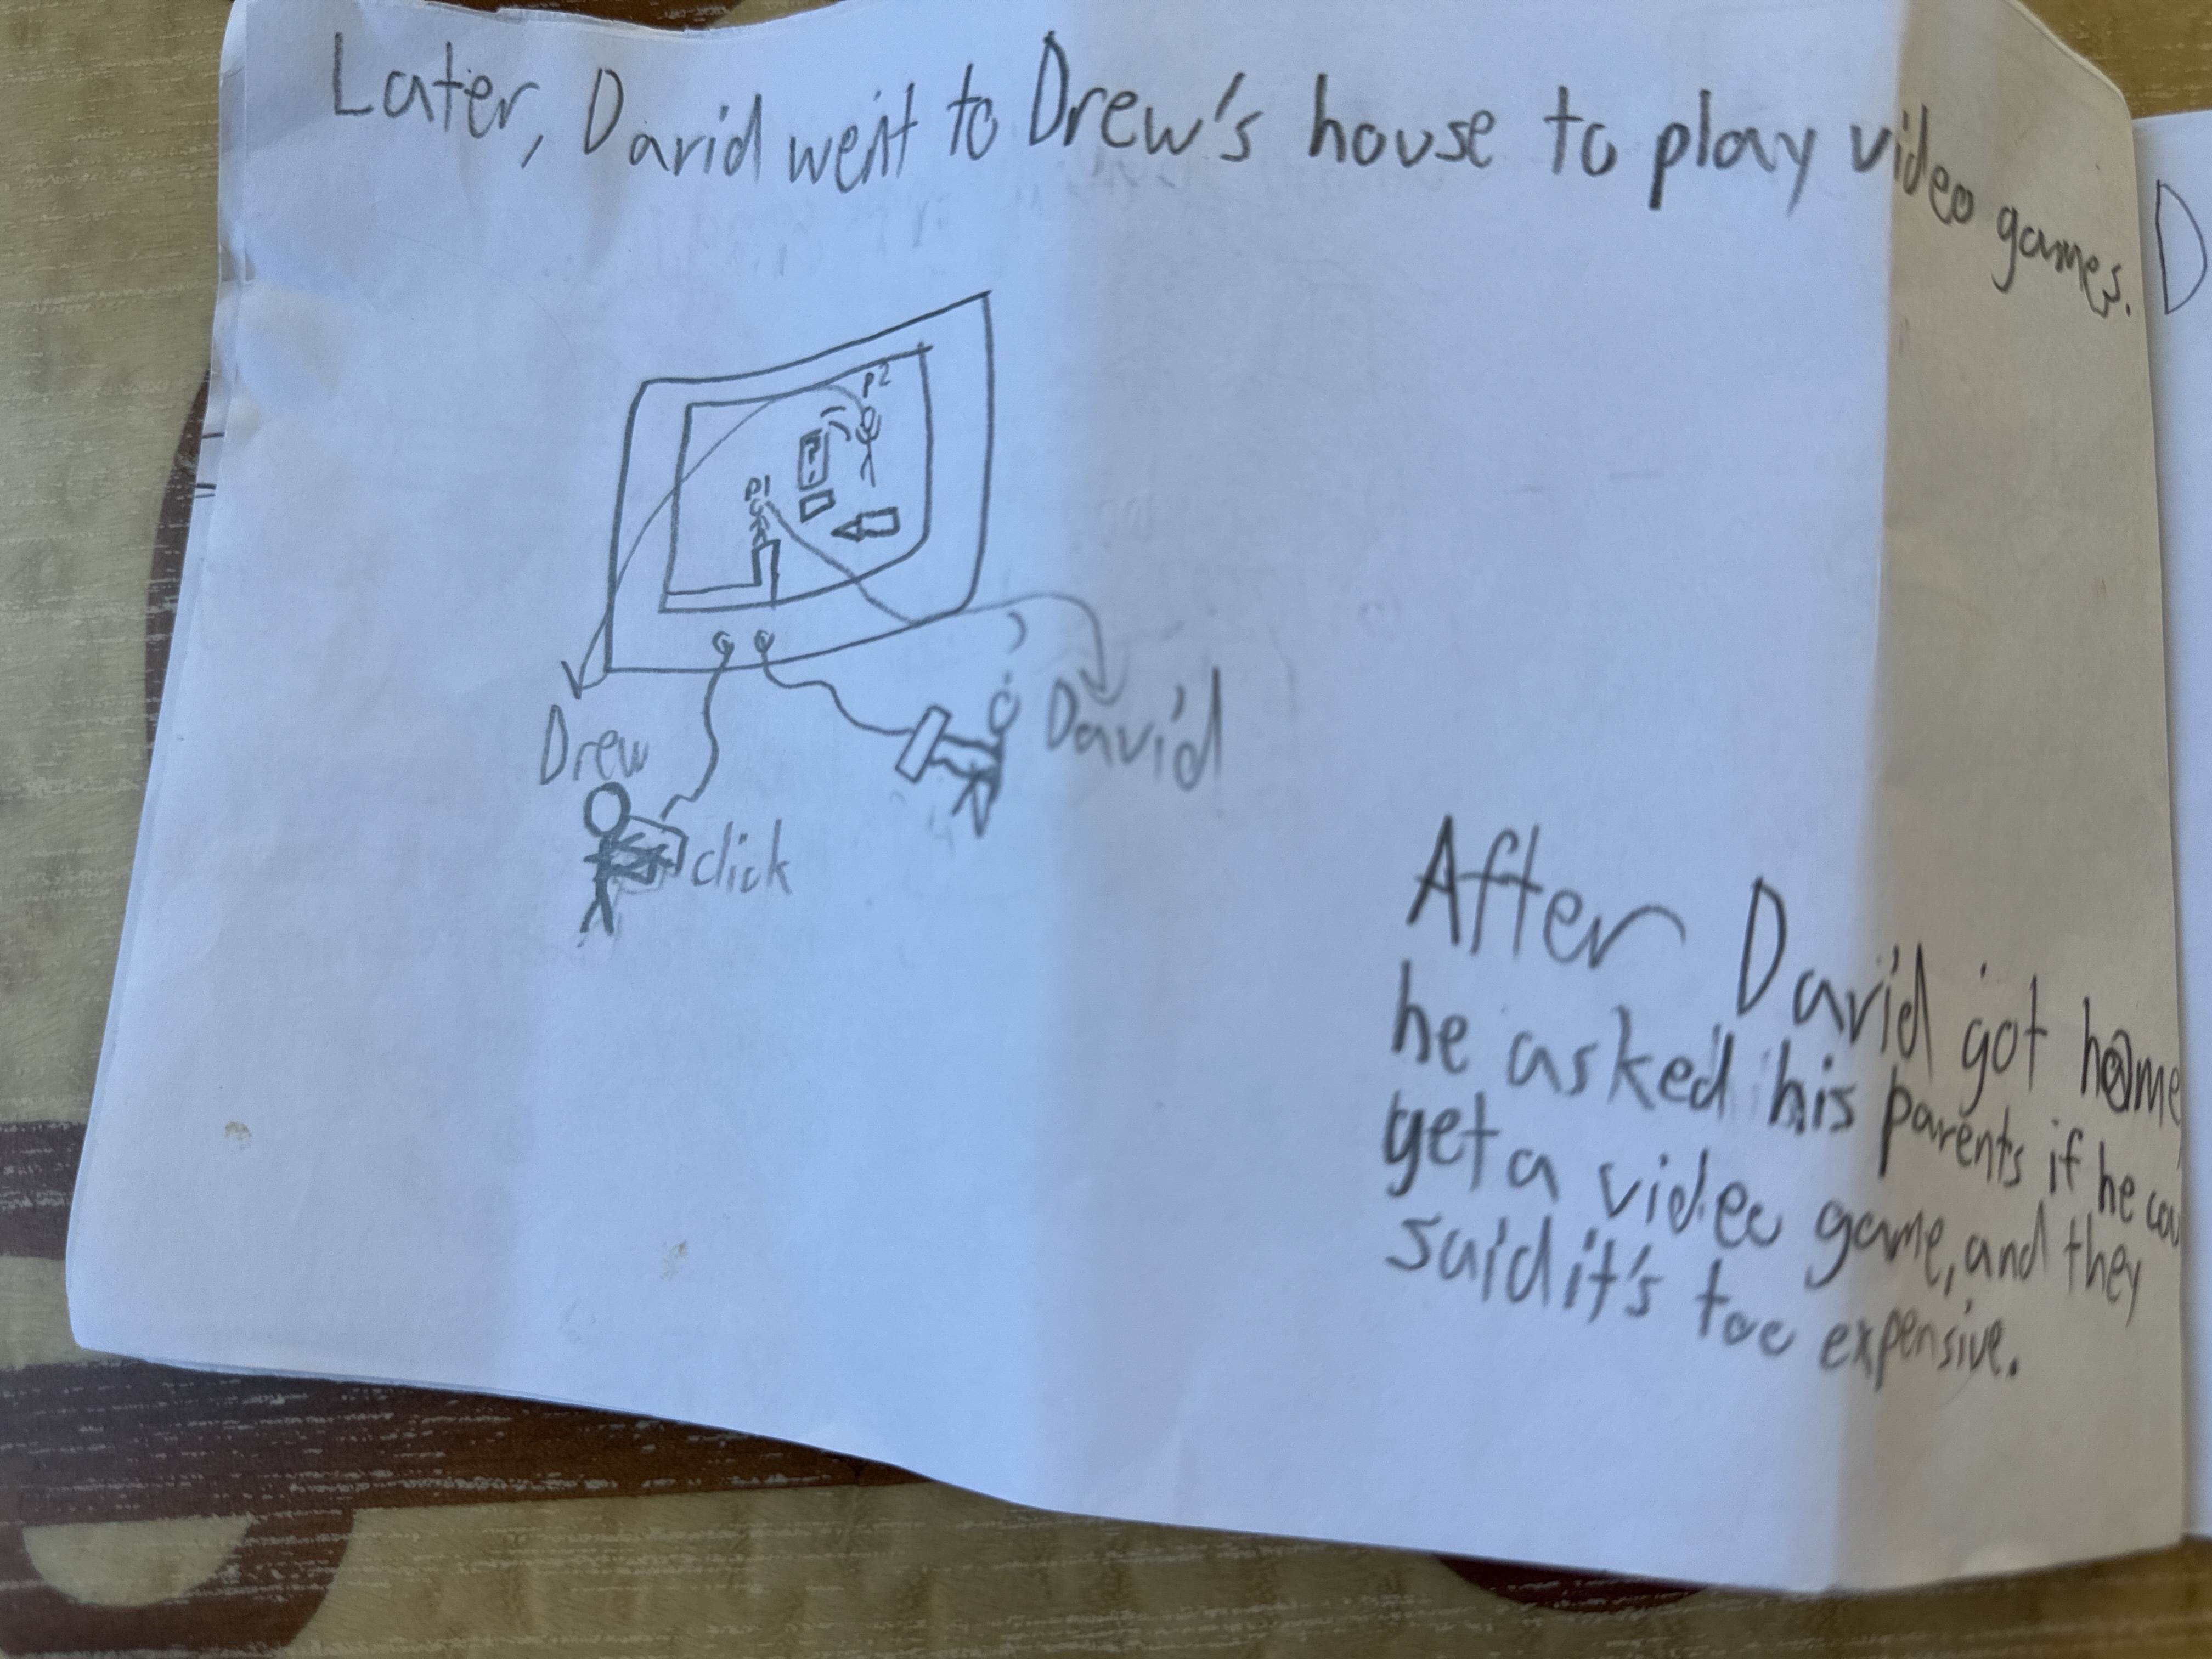 Later, David went to Drew's house to play video games.
P2
?
P1
Drew
David
click
After David got home,
he asked his parents if he cou
get a video game, and they
said it's too expensive.
D